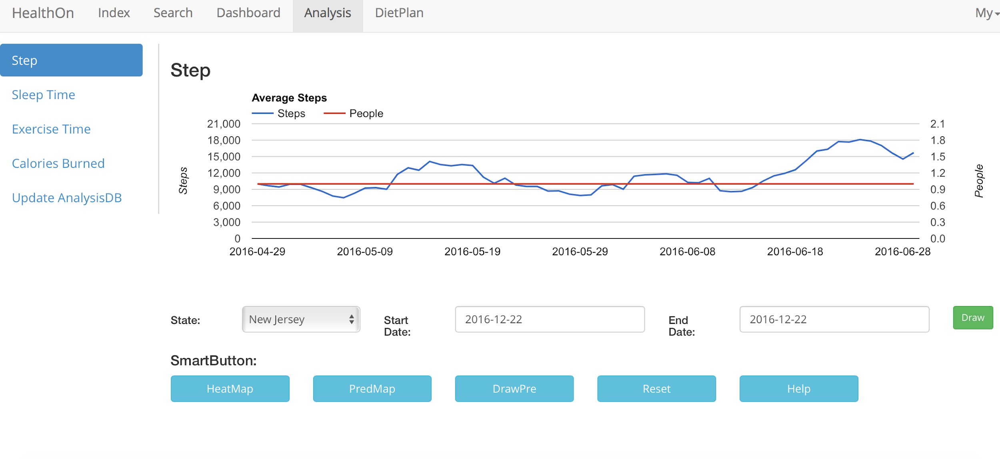 HealthOn Index Search Dashboard Analysis DietPlan My
Step
Sleep Time
Exercise Time
Calories Burned
Update AnalysisDB
Step
Average Steps
Steps People
21,000 2.1
18,000 1.8
15,000 1.5
12,000 1.2
9,000 0.9
6,000 0.6
3,000 0.3
0 0.0
Steps
People
2016-04-29 2016-05-09 2016-05-19 2016-05-29 2016-06-08 2016-06-18 2016-06-28
State: New Jersey Start Date: 2016-12-22 End Date: 2016-12-22 Draw
SmartButton:
HeatMap PredMap DrawPre Reset Help